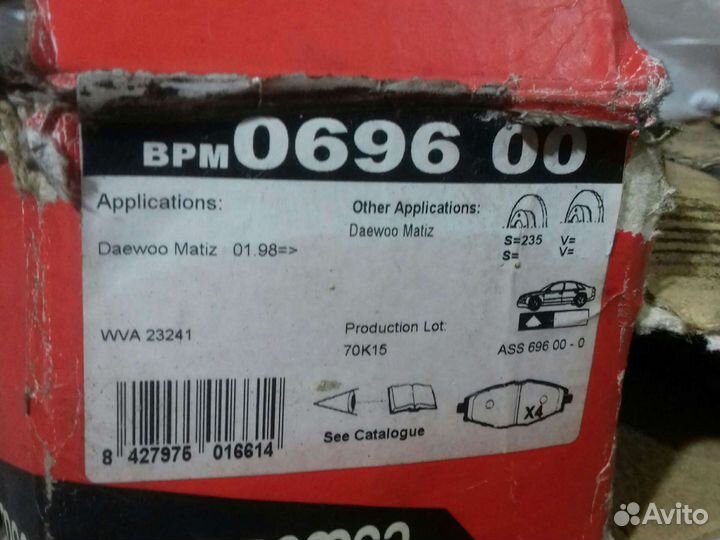 BPM 0696 00
Applications:
Daewoo Matiz 01.98=>
Other Applications:
Daewoo Matiz
S=235 V=
S= V=
WVA 23241
Production Lot:
70K15
ASS 696 00 - 0
X4
See Catalogue
8 427975 016614
Avito